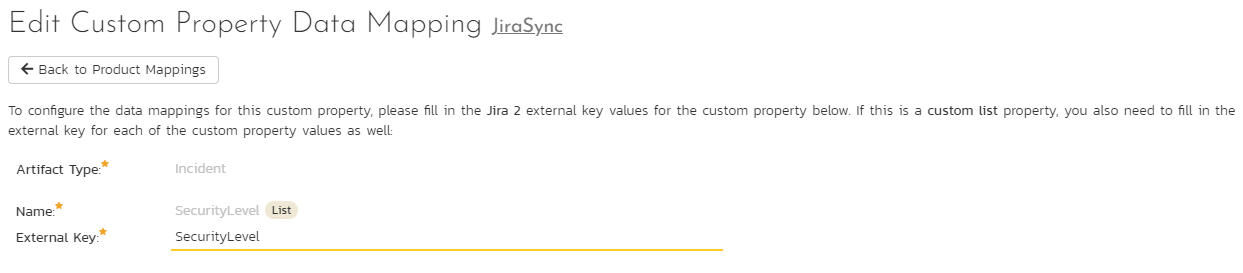 Edit Custom Property Data Mapping JiraSync
Back to Product Mappings
To configure the data mappings for this custom property, please fill in the Jira 2 external key values for the custom property below. If this is a custom list property, you also need to fill in the
external key for each of the custom property values as well:
Artifact Type: Incident
Name: SecurityLevel List
External Key: SecurityLevel